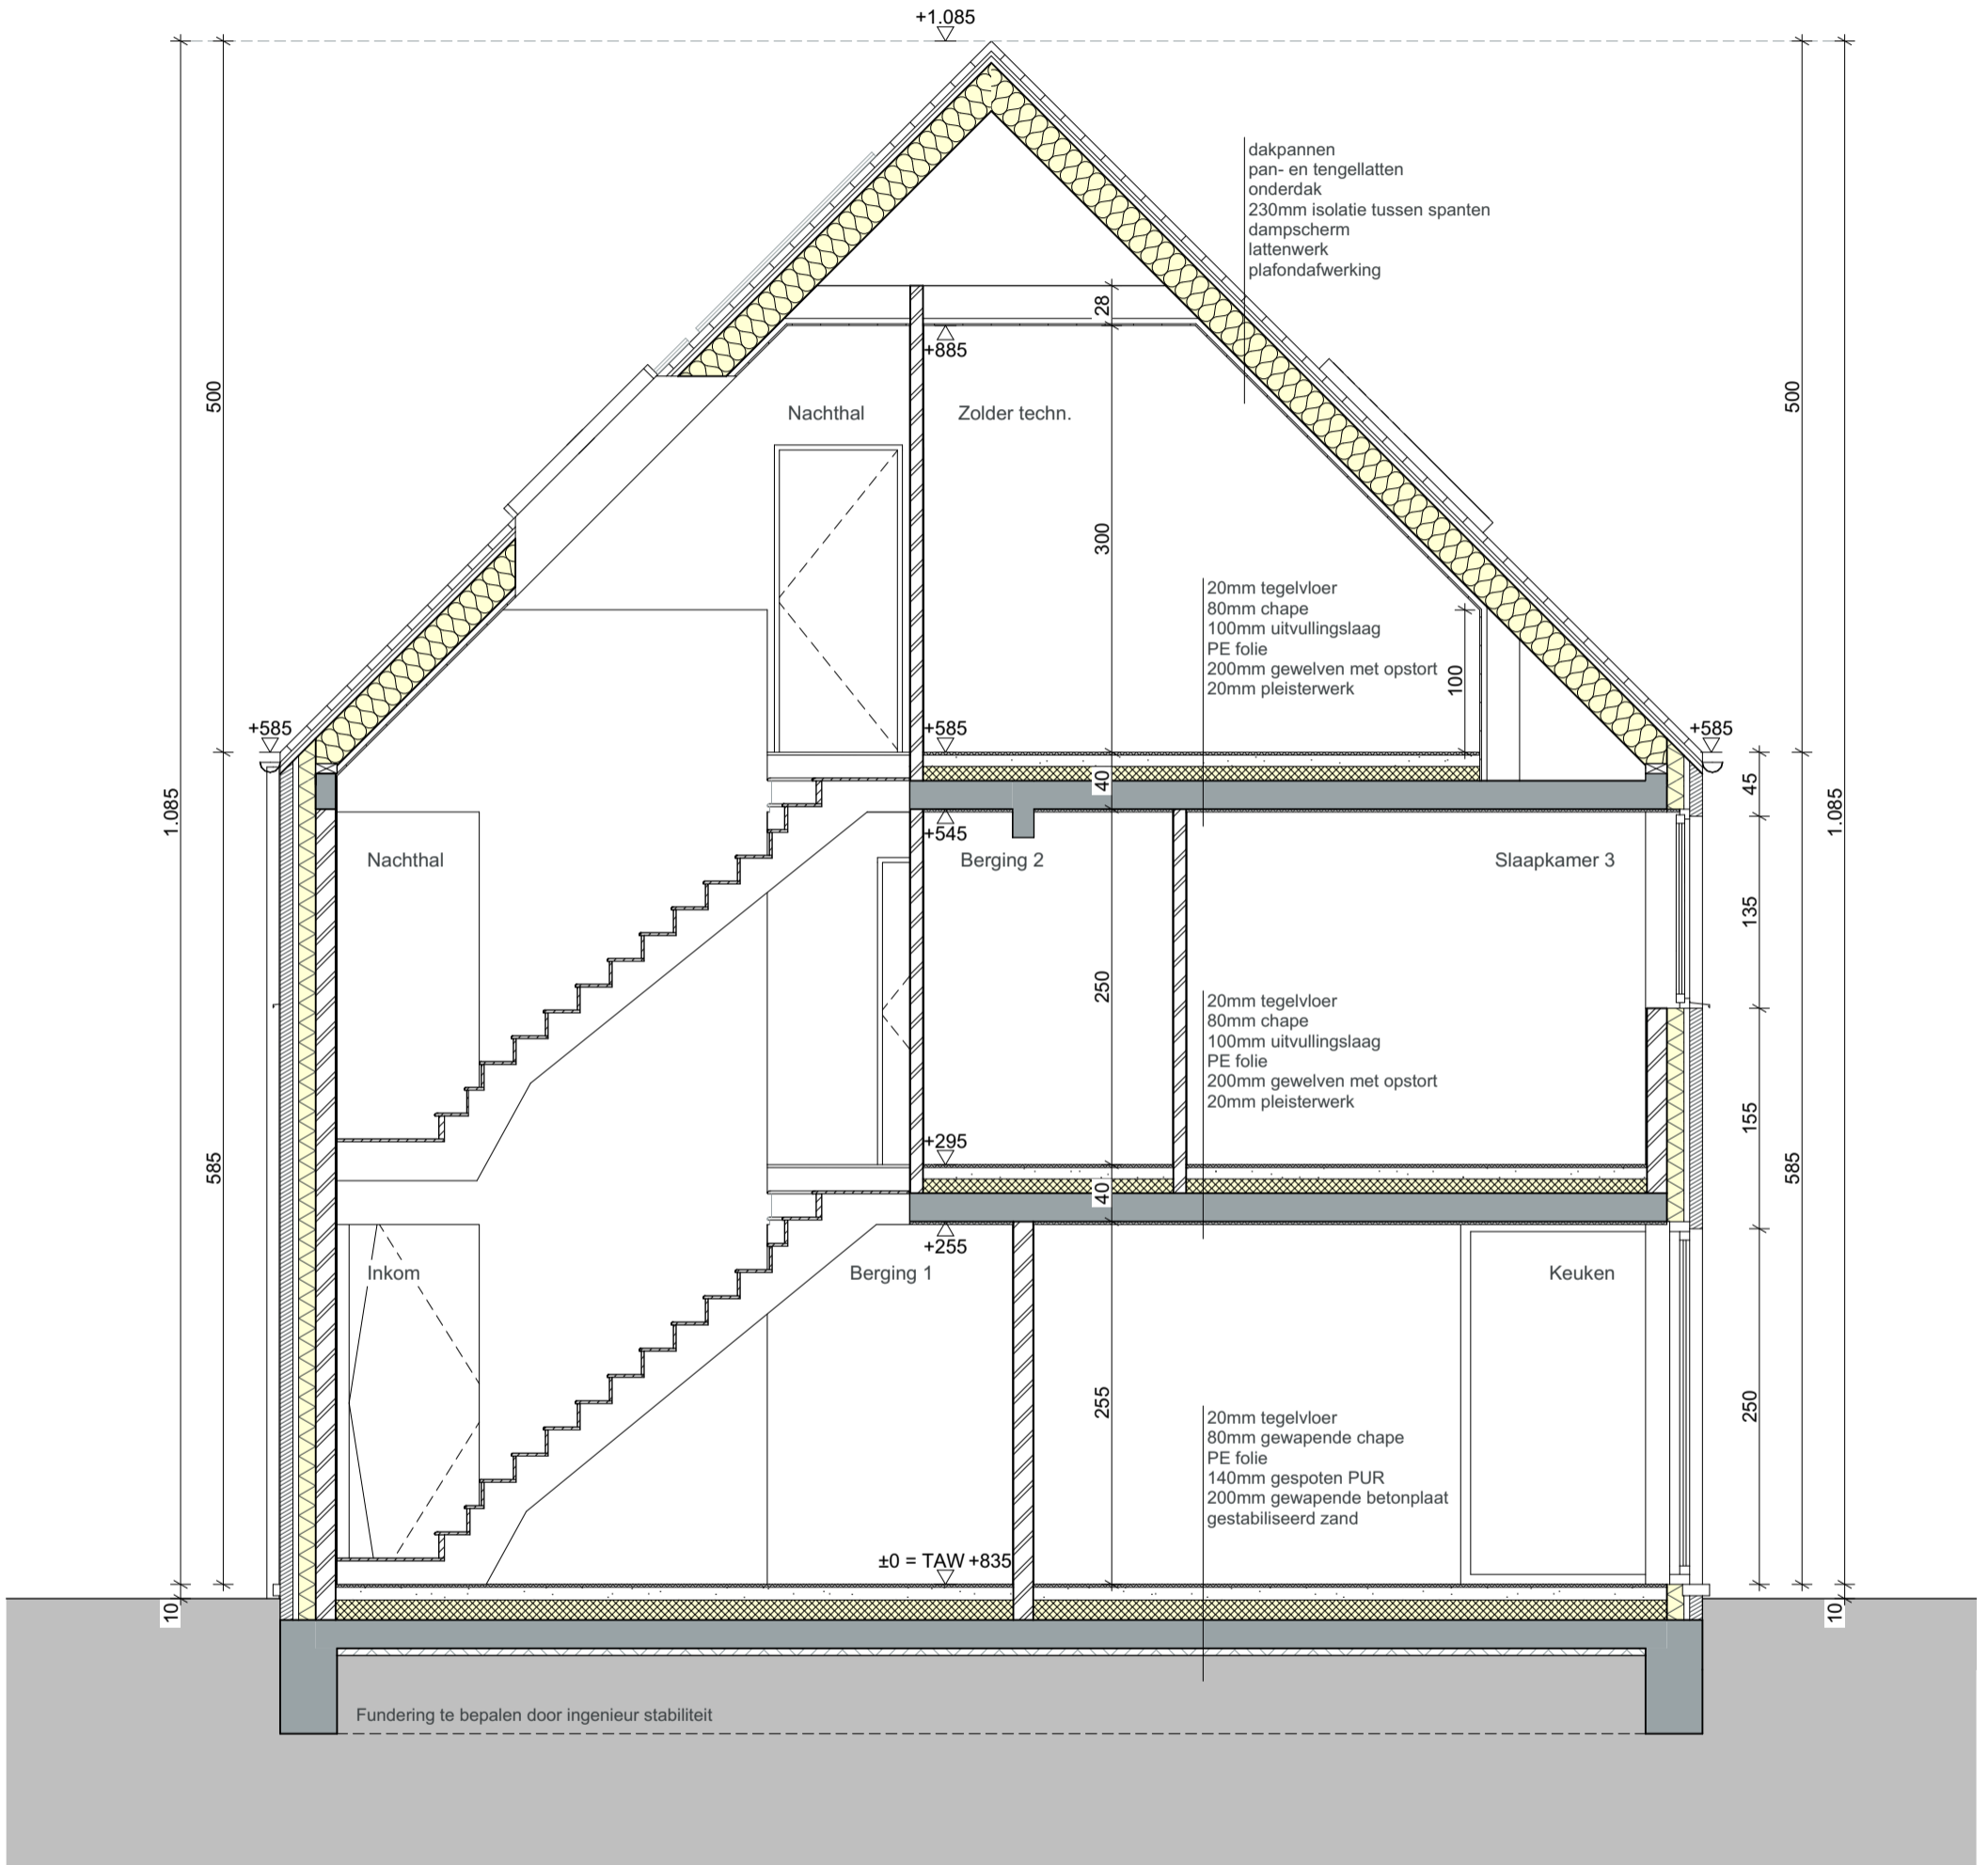 +1.085
dakpannen
pan- en tengellatten
onderdak
230mm isolatie tussen spanten
dampscherm
lattenwerk
plafondafwerking
28
+885
500
500
Nachthal
Zolder techn.
300
20mm tegelvloer
80mm chape
100mm uitvullingslaag
PE folie
200mm gewelven met opstort
20mm pleisterwerk
100
+585
+585
+585
40
45
1.085
1.085
+545
Nachthal
Berging 2
Slaapkamer 3
135
250
20mm tegelvloer
80mm chape
100mm uitvullingslaag
PE folie
200mm gewelven met opstort
20mm pleisterwerk
155
+295
585
585
40
+255
Inkom
Berging 1
Keuken
255
250
20mm tegelvloer
80mm gewapende chape
PE folie
140mm gespoten PUR
200mm gewapende betonplaat
gestabiliseerd zand
±0 = TAW +835
10
10
Fundering te bepalen door ingenieur stabiliteit